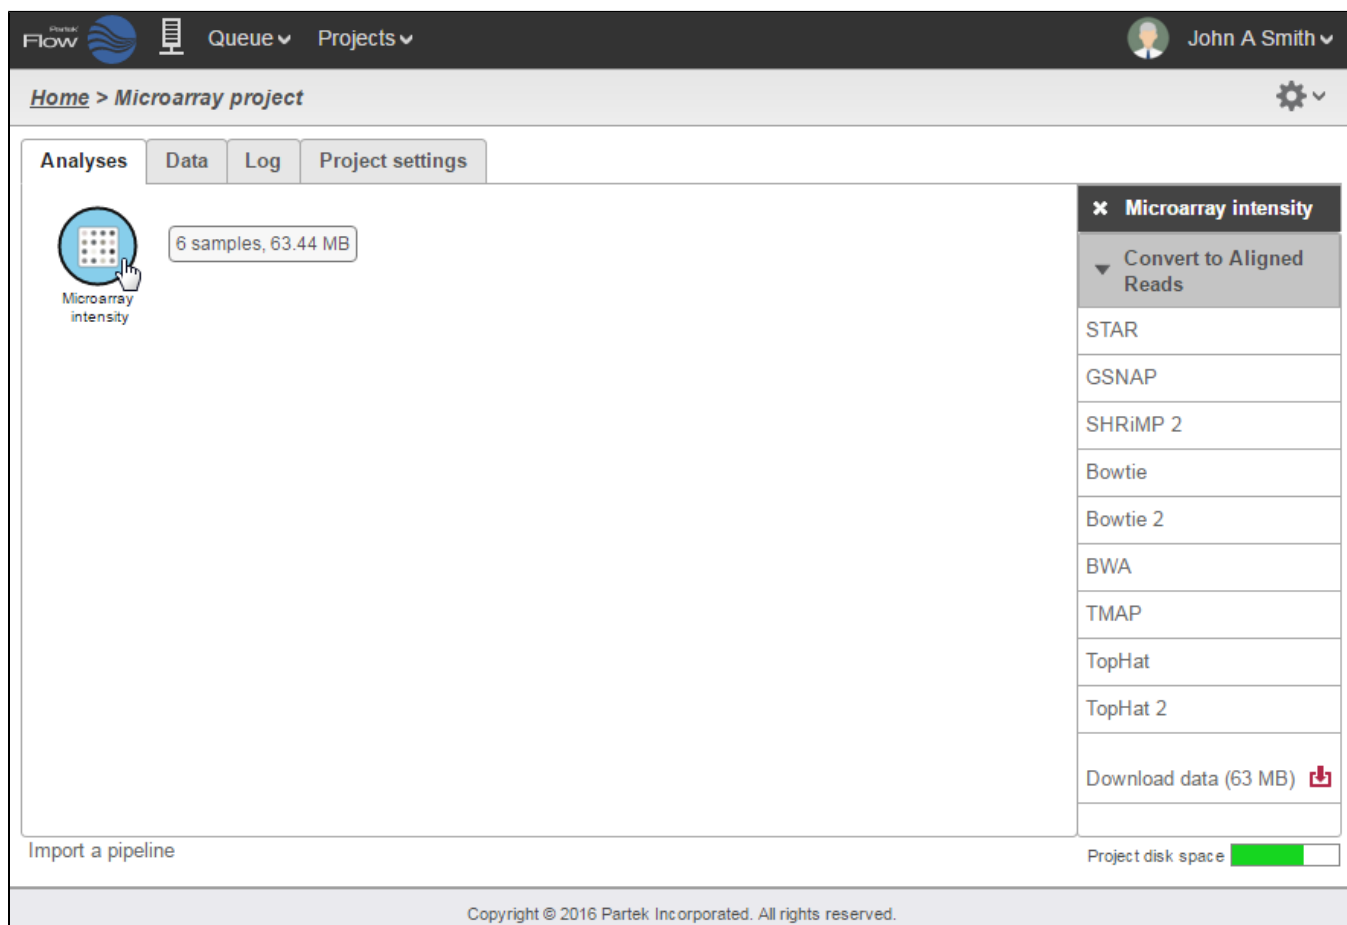 Partek
Flow
Queue
Projects
John A Smith
Home > Microarray project
Analyses
Data
Log
Project settings
6 samples, 63.44 MB
Microarray
intensity
Microarray intensity
Convert to Aligned
Reads
STAR
GSNAP
SHRiMP 2
Bowtie
Bowtie 2
BWA
TMAP
TopHat
TopHat 2
Download data (63 MB)
Import a pipeline
Project disk space
Copyright © 2016 Partek Incorporated. All rights reserved.